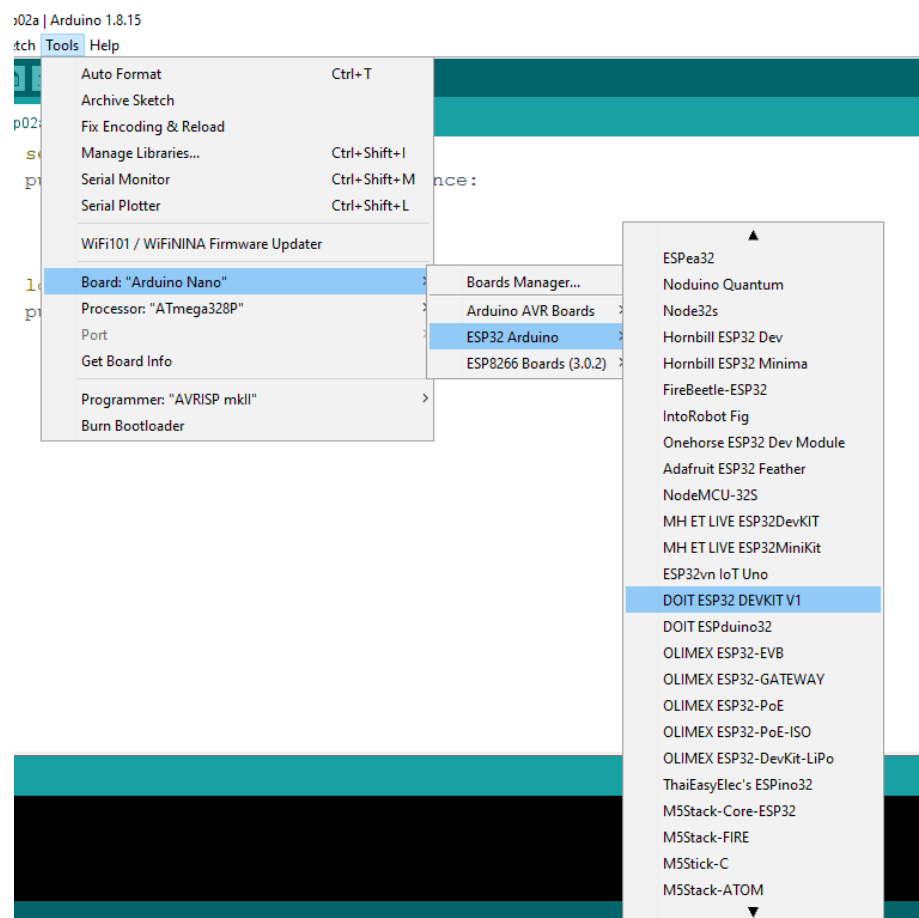 p02a | Arduino 1.8.15
etch Tools Help
Auto Format Ctrl+T
Archive Sketch
p02a
Fix Encoding & Reload
se
Manage Libraries... Ctrl+Shift+I
pu
Serial Monitor Ctrl+Shift+M
nce:
Serial Plotter Ctrl+Shift+L
WiFi101 / WiFiNINA Firmware Updater
lo
Board: "Arduino Nano"
pu
Processor: "ATmega328P"
Port
Get Board Info
Programmer: "AVRISP mkII"
Burn Bootloader
Boards Manager...
Arduino AVR Boards
ESP32 Arduino
ESP8266 Boards (3.0.2)
ESPea32
Noduino Quantum
Node32s
Hornbill ESP32 Dev
Hornbill ESP32 Minima
FireBeetle-ESP32
IntoRobot Fig
Onehorse ESP32 Dev Module
Adafruit ESP32 Feather
NodeMCU-32S
MH ET LIVE ESP32DevKIT
MH ET LIVE ESP32MiniKit
ESP32vn IoT Uno
DOIT ESP32 DEVKIT V1
DOIT ESPduino32
OLIMEX ESP32-EVB
OLIMEX ESP32-GATEWAY
OLIMEX ESP32-PoE
OLIMEX ESP32-PoE-ISO
OLIMEX ESP32-DevKit-LiPo
ThaiEasyElec's ESPino32
M5Stack-Core-ESP32
M5Stack-FIRE
M5Stick-C
M5Stack-ATOM